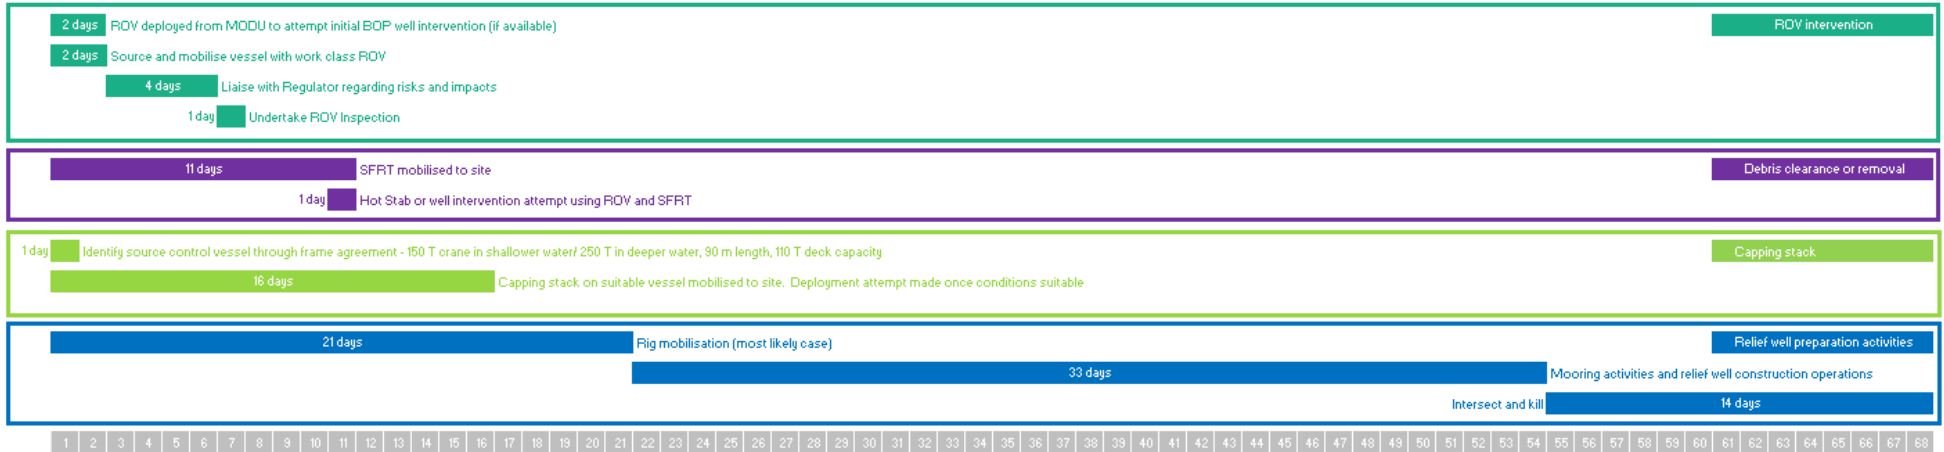 2 days ROV deployed from MODU to attempt initial BOP well intervention (if available) ROV intervention
2 days Source and mobilise vessel with work class ROV
4 days Liaise with Regulator regarding risks and impacts
1 day Undertake ROV Inspection
11 days SFRT mobilised to site Debris clearance or removal
1 day Hot Stab or well intervention attempt using ROV and SFRT
1 day Identify source control vessel through frame agreement - 150 T crane in shallower water/ 250 T in deeper water, 90 m length, 110 T deck capacity Capping stack
16 days Capping stack on suitable vessel mobilised to site. Deployment attempt made once conditions suitable
21 days Rig mobilisation (most likely case) Relief well preparation activities
33 days Mooring activities and relief well construction operations
Intersect and kill 14 days
1 2 3 4 5 6 7 8 9 10 11 12 13 14 15 16 17 18 19 20 21 22 23 24 25 26 27 28 29 30 31 32 33 34 35 36 37 38 39 40 41 42 43 44 45 46 47 48 49 50 51 52 53 54 55 56 57 58 59 60 61 62 63 64 65 66 67 68